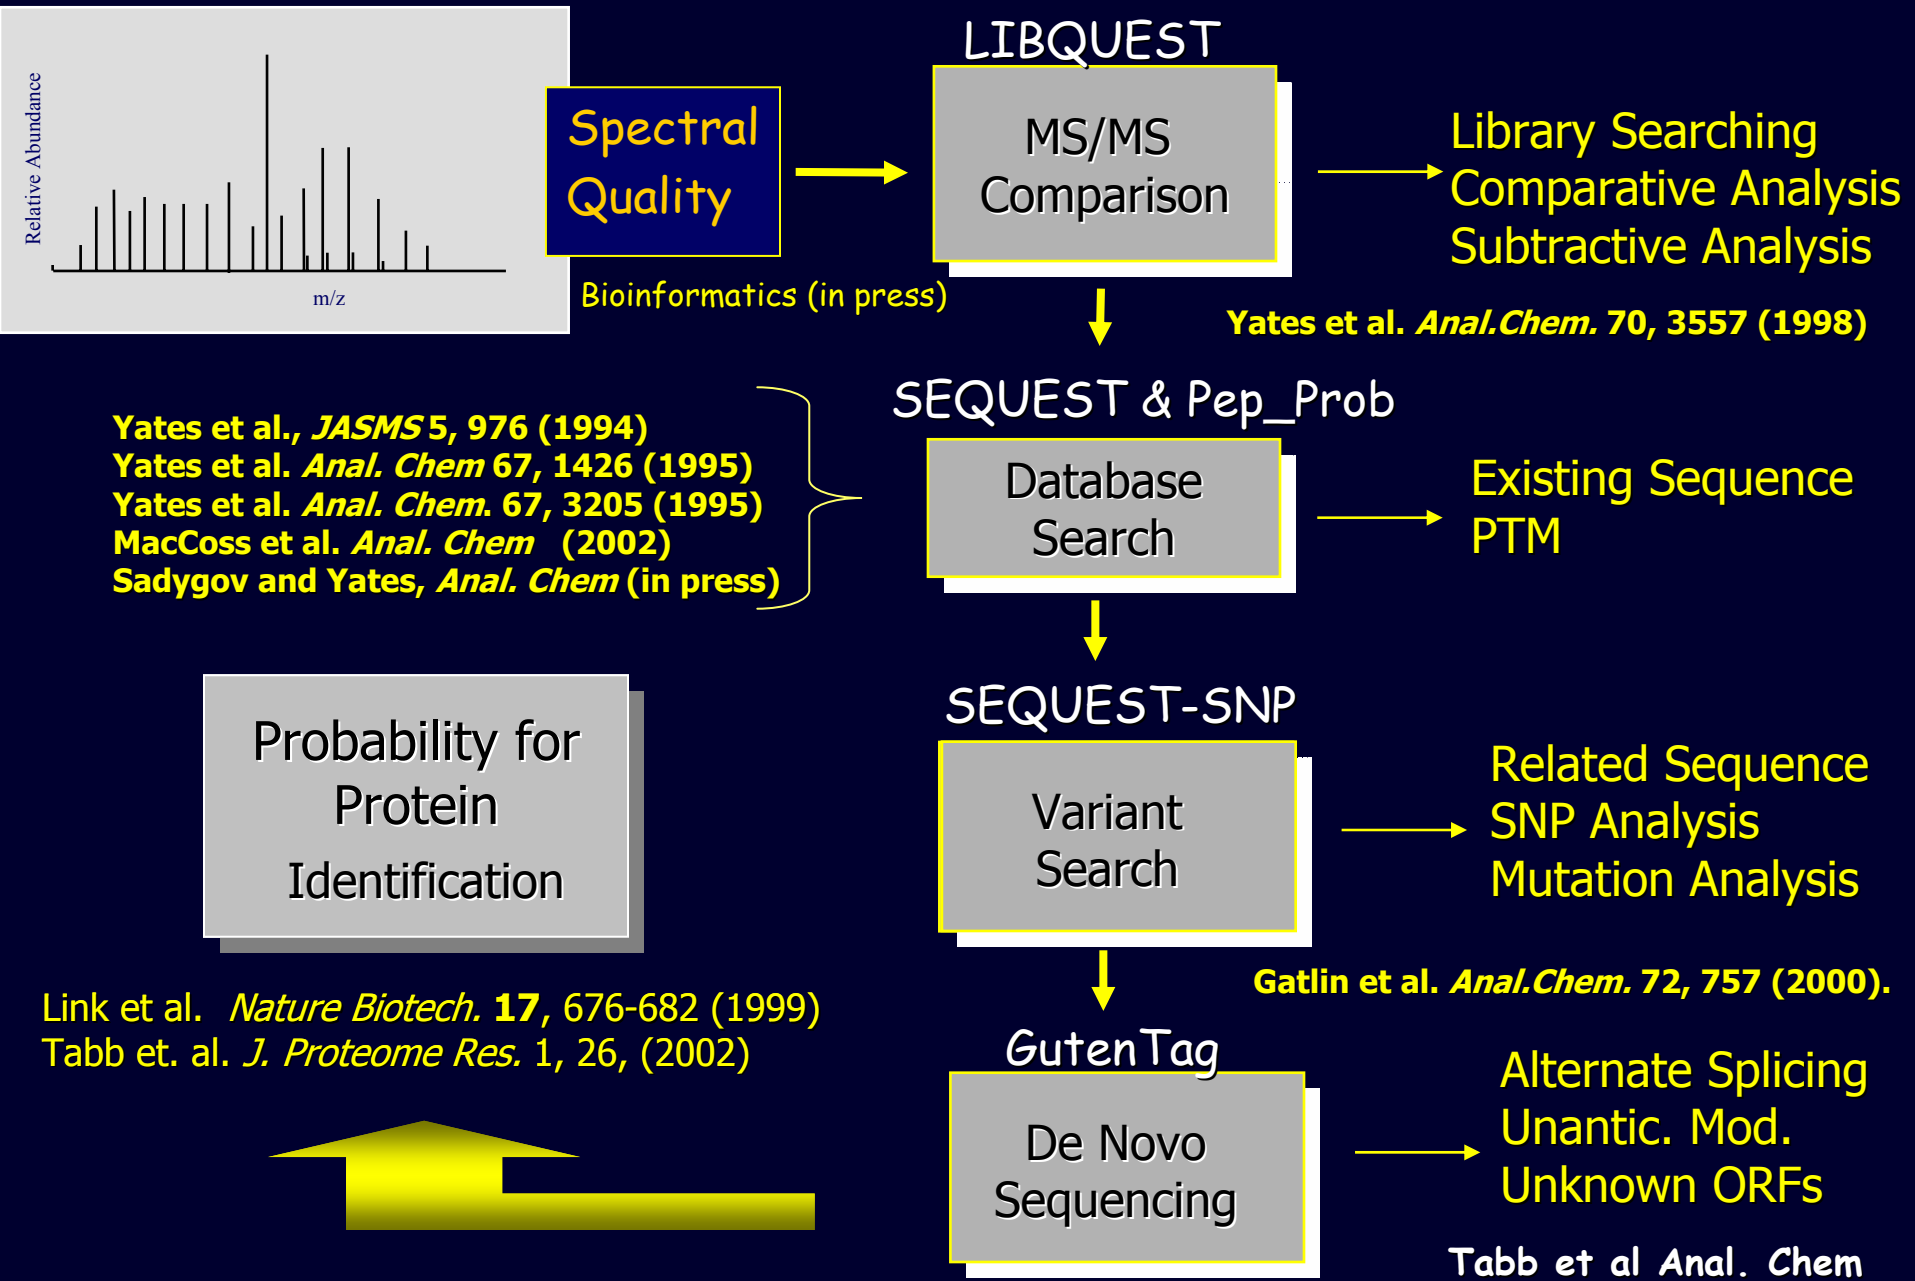 Relative Abundance
m/z
Spectral
Quality
Bioinformatics (in press)
LIBQUEST
MS/MS
Comparison
Library Searching
Comparative Analysis
Subtractive Analysis
Yates et al. Anal.Chem. 70, 3557 (1998)
Yates et al., JASMS 5, 976 (1994)
Yates et al. Anal. Chem 67, 1426 (1995)
Yates et al. Anal. Chem. 67, 3205 (1995)
MacCoss et al. Anal. Chem (2002)
Sadygov and Yates, Anal. Chem (in press)
SEQUEST & Pep_Prob
Database
Search
Existing Sequence
PTM
Probability for
Protein
Identification
Link et al. Nature Biotech. 17, 676-682 (1999)
Tabb et. al. J. Proteome Res. 1, 26, (2002)
SEQUEST-SNP
Variant
Search
Related Sequence
SNP Analysis
Mutation Analysis
Gatlin et al. Anal.Chem. 72, 757 (2000).
GutenTag
De Novo
Sequencing
Alternate Splicing
Unantic. Mod.
Unknown ORFs
Tabb et al Anal. Chem